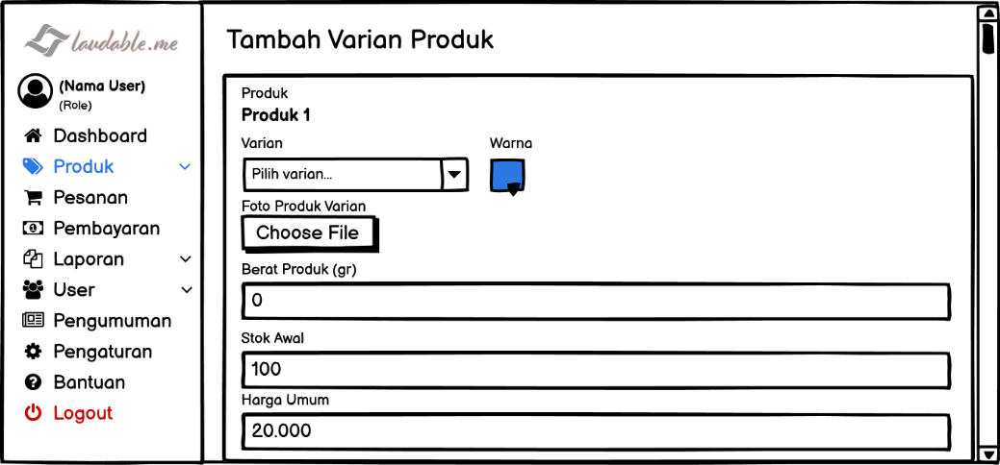 laudable.me
(Nama User)
(Role)
Dashboard
Produk
Pesanan
Pembayaran
Laporan
User
Pengumuman
Pengaturan
Bantuan
Logout
Tambah Varian Produk
Produk
Produk 1
Varian
Warna
Pilih varian...
Foto Produk Varian
Choose File
Berat Produk (gr)
0
Stok Awal
100
Harga Umum
20.000